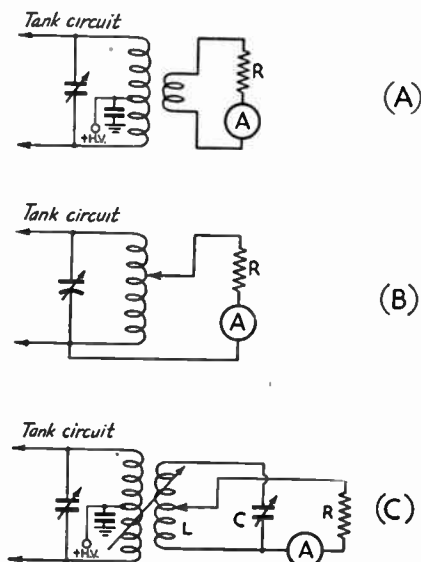 Tank circuit
R
A
+H.V.
(A)
Tank circuit
R
A
(B)
Tank circuit
+H.V.
L
C
R
A
(C)